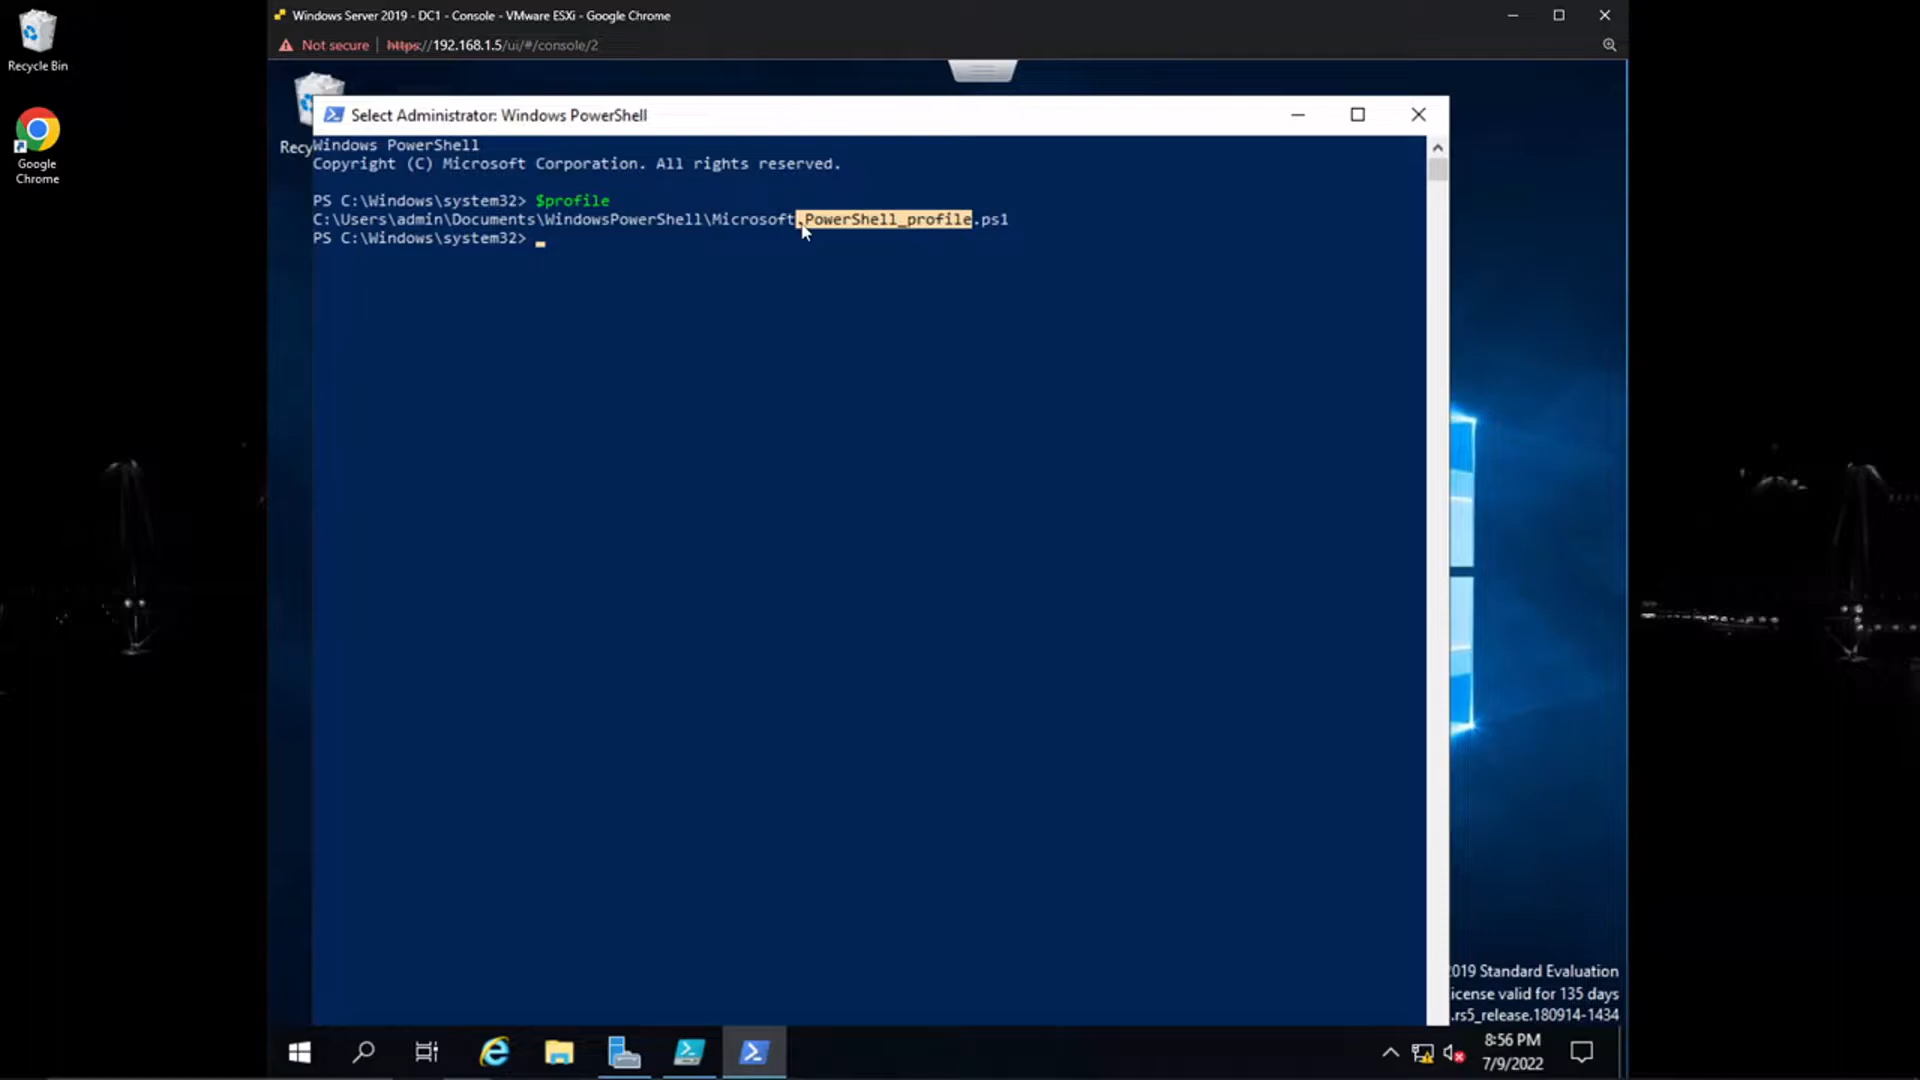 Windows Server 2019 - DC1 - Console - VMware ESXi - Google Chrome
Not secure | https://192.168.1.5/ui/#/console/2
Recycle Bin
Google
Chrome
Recy
Select Administrator: Windows PowerShell
Windows PowerShell
Copyright (C) Microsoft Corporation. All rights reserved.
PS C:\Windows\system32> $profile
C:\Users\admin\Documents\WindowsPowerShell\Microsoft.PowerShell_profile.ps1
PS C:\Windows\system32>
2019 Standard Evaluation
icense valid for 135 days
.rs5_release.180914-1434
8:56 PM
7/9/2022